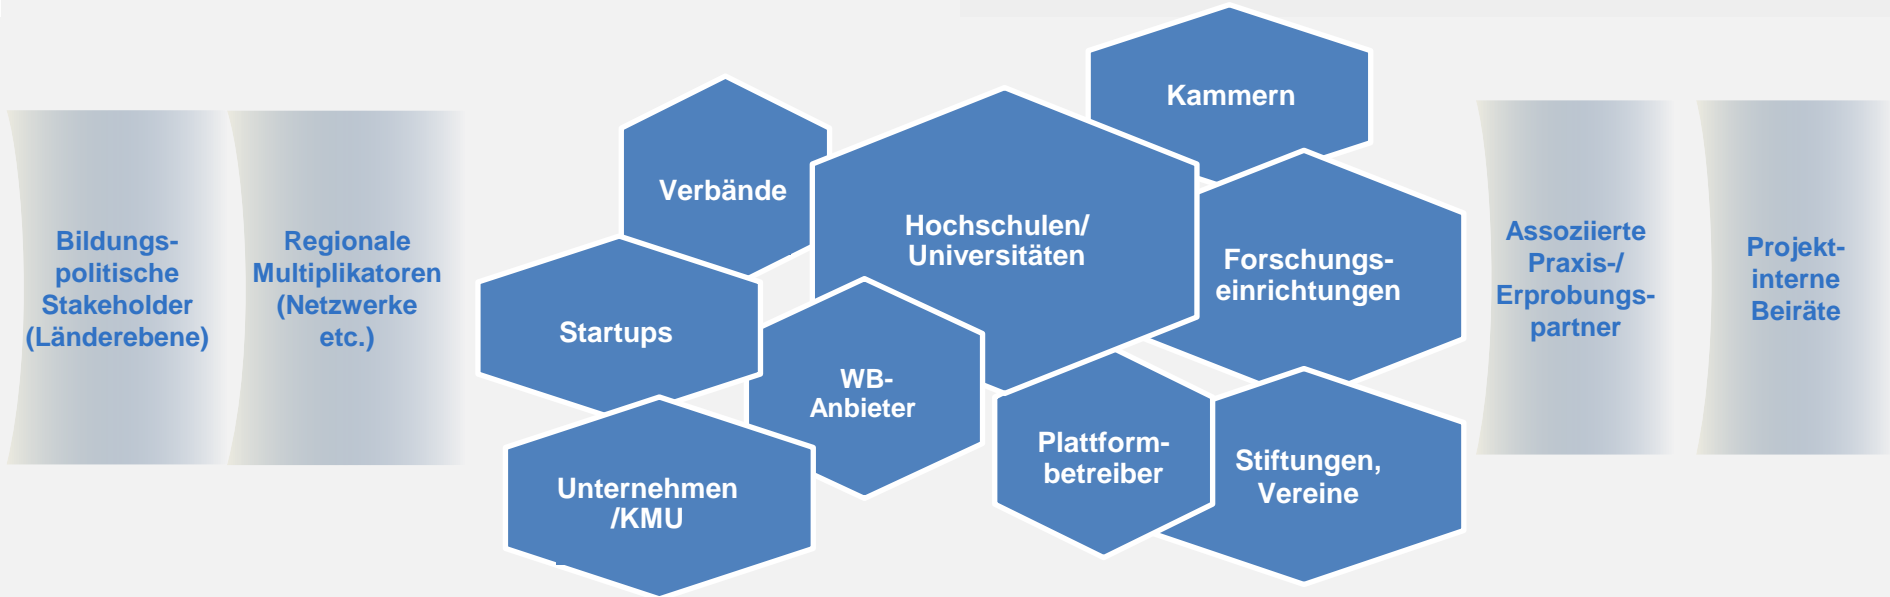 Bildungs-
politische
Stakeholder
(Länderebene)
Regionale
Multiplikatoren
(Netzwerke
etc.)
Verbände
Startups
Unternehmen
/KMU
WB-
Anbieter
Hochschulen/
Universitäten
Kammern
Forschungs-
einrichtungen
Plattform-
betreiber
Stiftungen,
Vereine
Assoziierte
Praxis-/
Erprobungs-
partner
Projekt-
interne
Beiräte